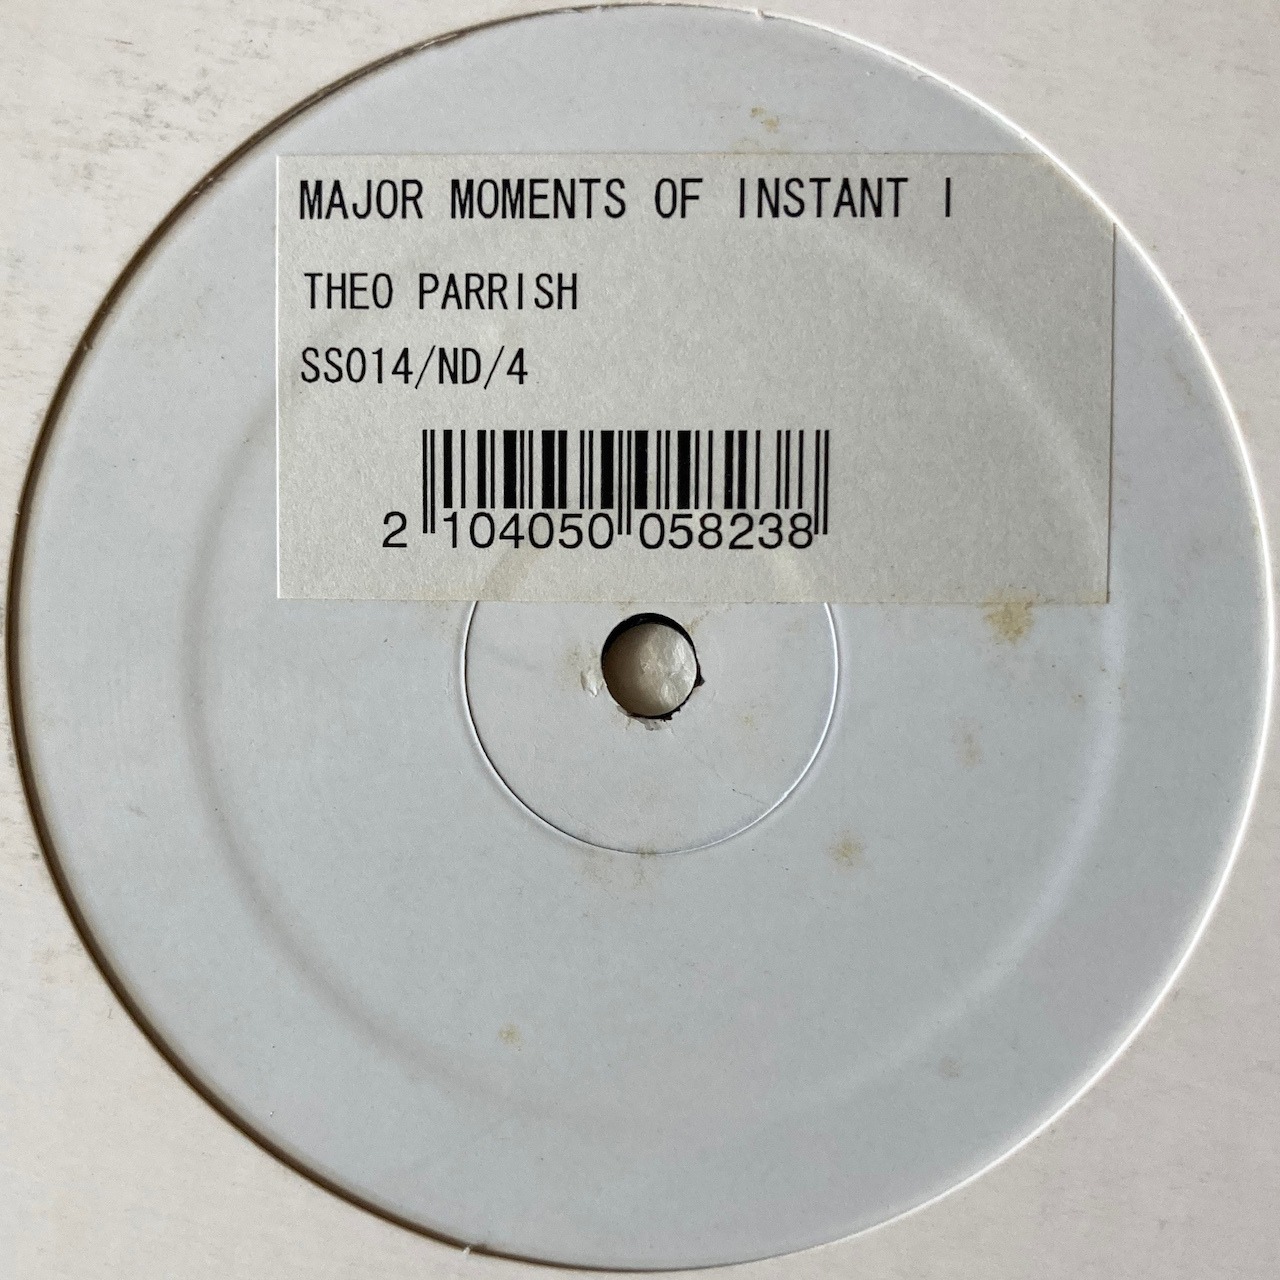 MAJOR MOMENTS OF INSTANT I
THEO PARRISH
SS014/ND/4
2 104050 058238